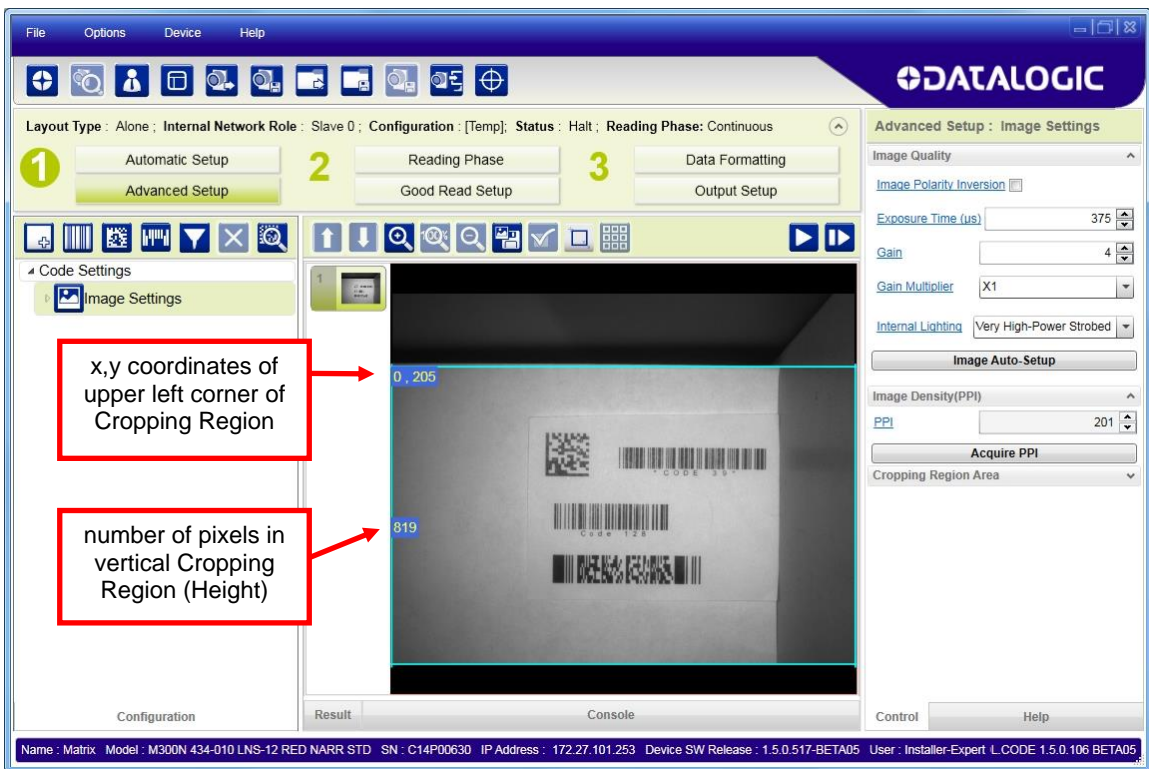 File Options Device Help
DATALOGIC
Layout Type : Alone ; Internal Network Role : Slave 0 ; Configuration : [Temp]; Status : Halt ; Reading Phase: Continuous
1 Automatic Setup 2 Reading Phase 3 Data Formatting
Advanced Setup Good Read Setup Output Setup
100%
Code Settings
Image Settings
1
x,y coordinates of
upper left corner of
Cropping Region
number of pixels in
vertical Cropping
Region (Height)
0 , 205
819
* C O D E 3 9 *
Code 128
Advanced Setup : Image Settings
Image Quality
Image Polarity Inversion
Exposure Time (µs) 375
Gain 4
Gain Multiplier X1
Internal Lighting Very High-Power Strobed
Image Auto-Setup
Image Density(PPI)
PPI 201
Acquire PPI
Cropping Region Area
Configuration Result Console Control Help
Name : Matrix Model : M300N 434-010 LNS-12 RED NARR STD SN : C14P00630 IP Address : 172.27.101.253 Device SW Release : 1.5.0.517-BETA05 User : Installer-Expert L.CODE 1.5.0.106 BETA05